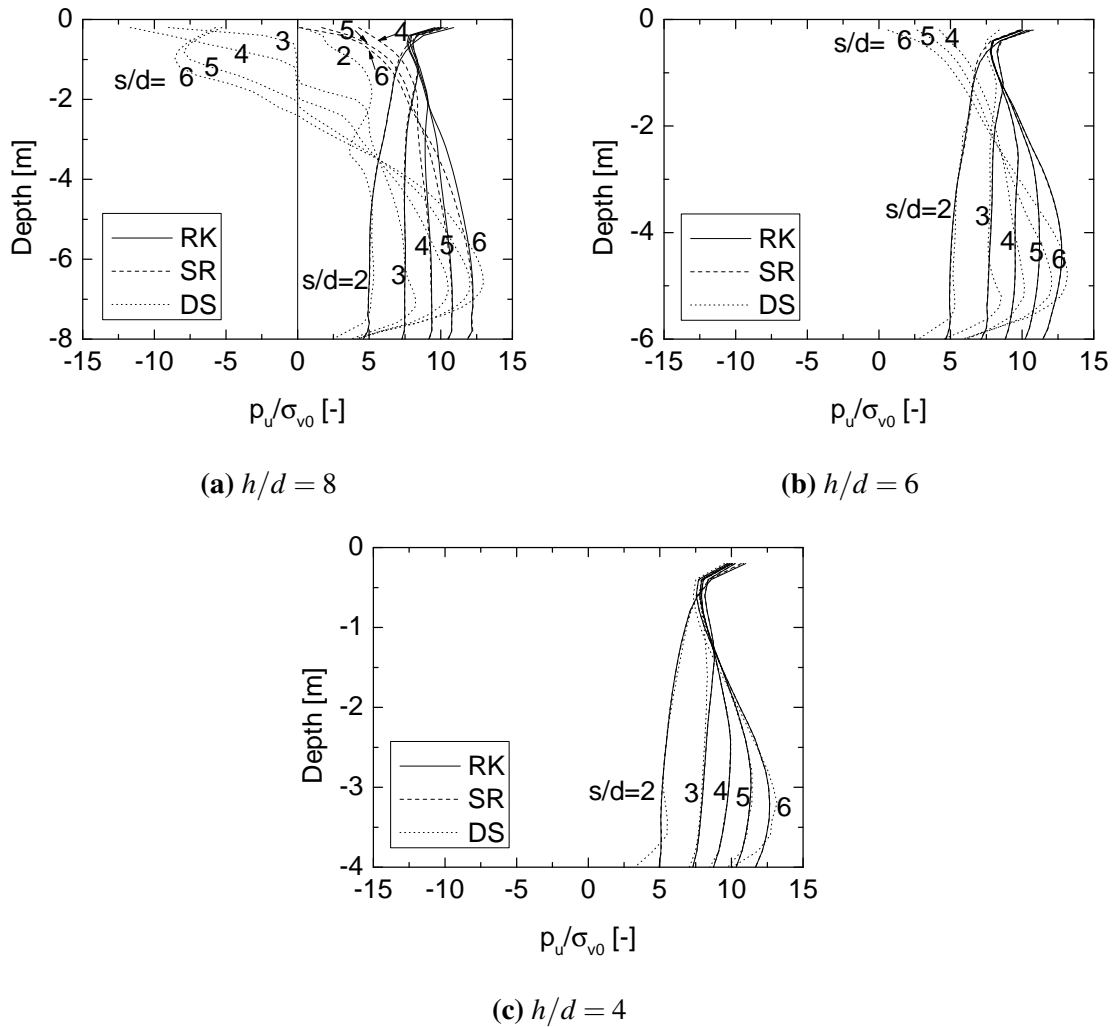 0
-2
-4
-6
-8
Depth [m]
s/d=
6
5
4
3
2
5
4
6
s/d=2
3
4
5
6
RK
SR
DS
-15
-10
-5
0
5
10
15
p_u/σ_v0 [-]
(a) h/d = 8
0
-2
-4
-6
Depth [m]
s/d=
6
5
4
s/d=2
3
4
5
6
RK
SR
DS
-15
-10
-5
0
5
10
15
p_u/σ_v0 [-]
(b) h/d = 6
0
-1
-2
-3
-4
Depth [m]
s/d=2
3
4
5
6
RK
SR
DS
-15
-10
-5
0
5
10
15
p_u/σ_v0 [-]
(c) h/d = 4